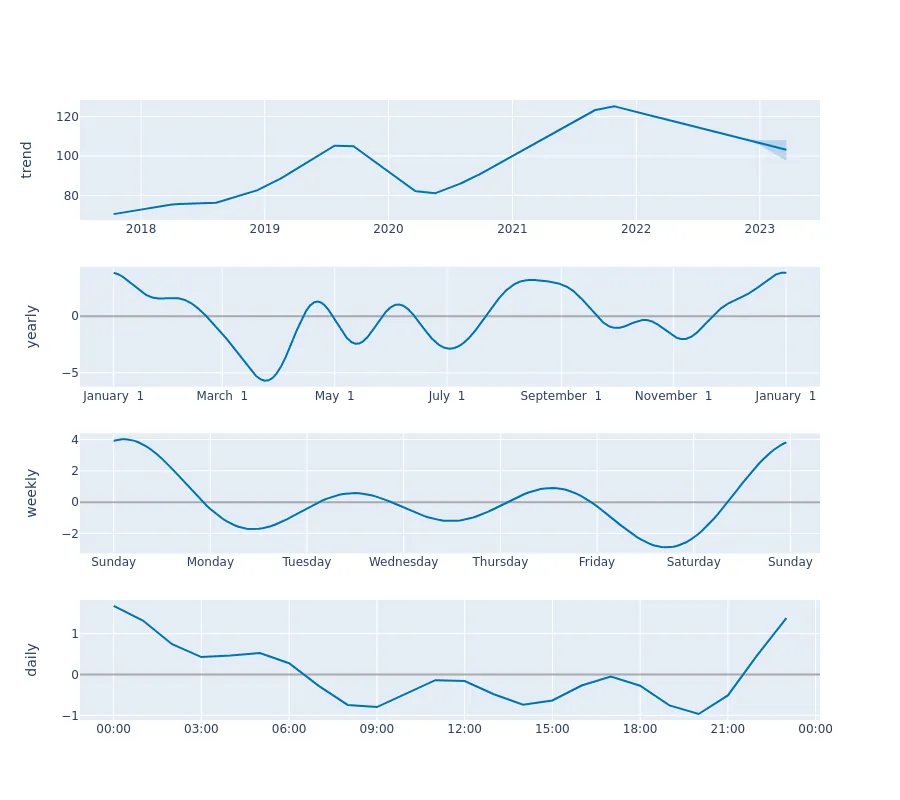 trend
120
100
80
2018 2019 2020 2021 2022 2023
yearly
0
−5
January 1 March 1 May 1 July 1 September 1 November 1 January 1
weekly
4
2
0
−2
Sunday Monday Tuesday Wednesday Thursday Friday Saturday Sunday
daily
1
0
−1
00:00 03:00 06:00 09:00 12:00 15:00 18:00 21:00 00:00